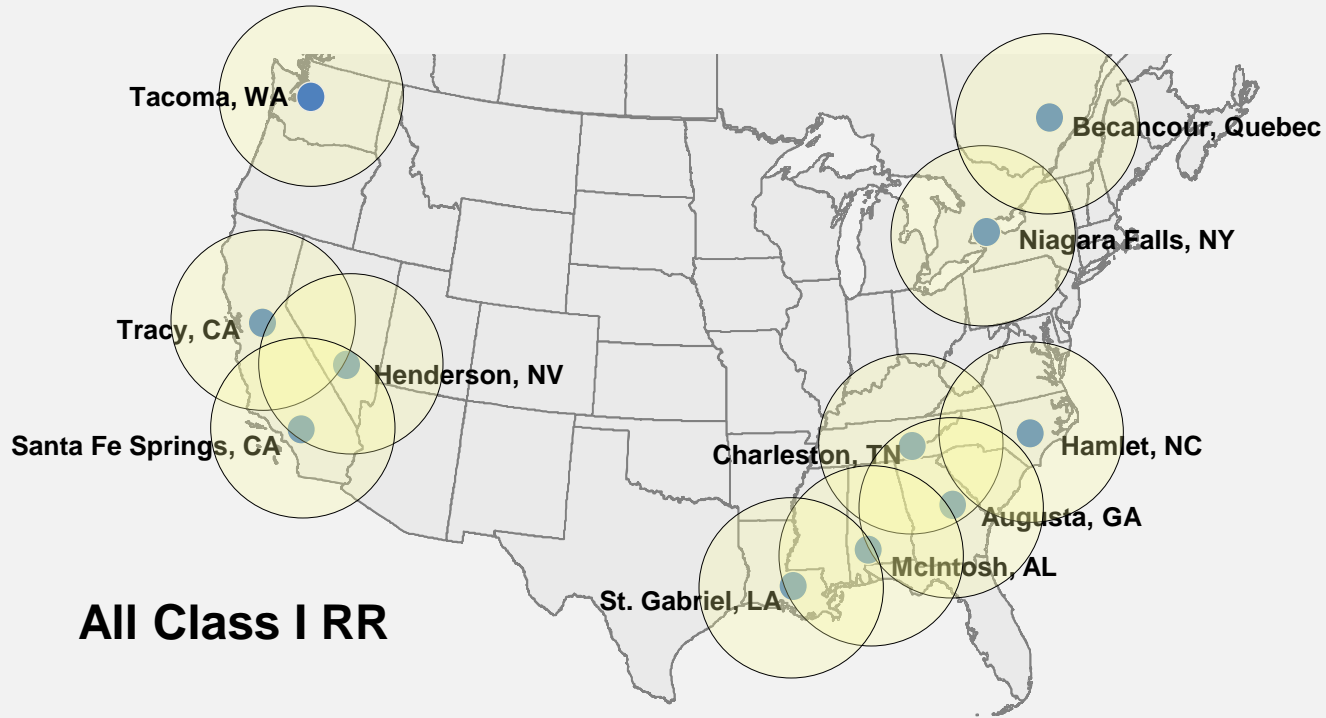 Tacoma, WA
Becancour, Quebec
Niagara Falls, NY
Tracy, CA
Henderson, NV
Santa Fe Springs, CA
Charleston, TN
Hamlet, NC
Augusta, GA
McIntosh, AL
St. Gabriel, LA
All Class I RR